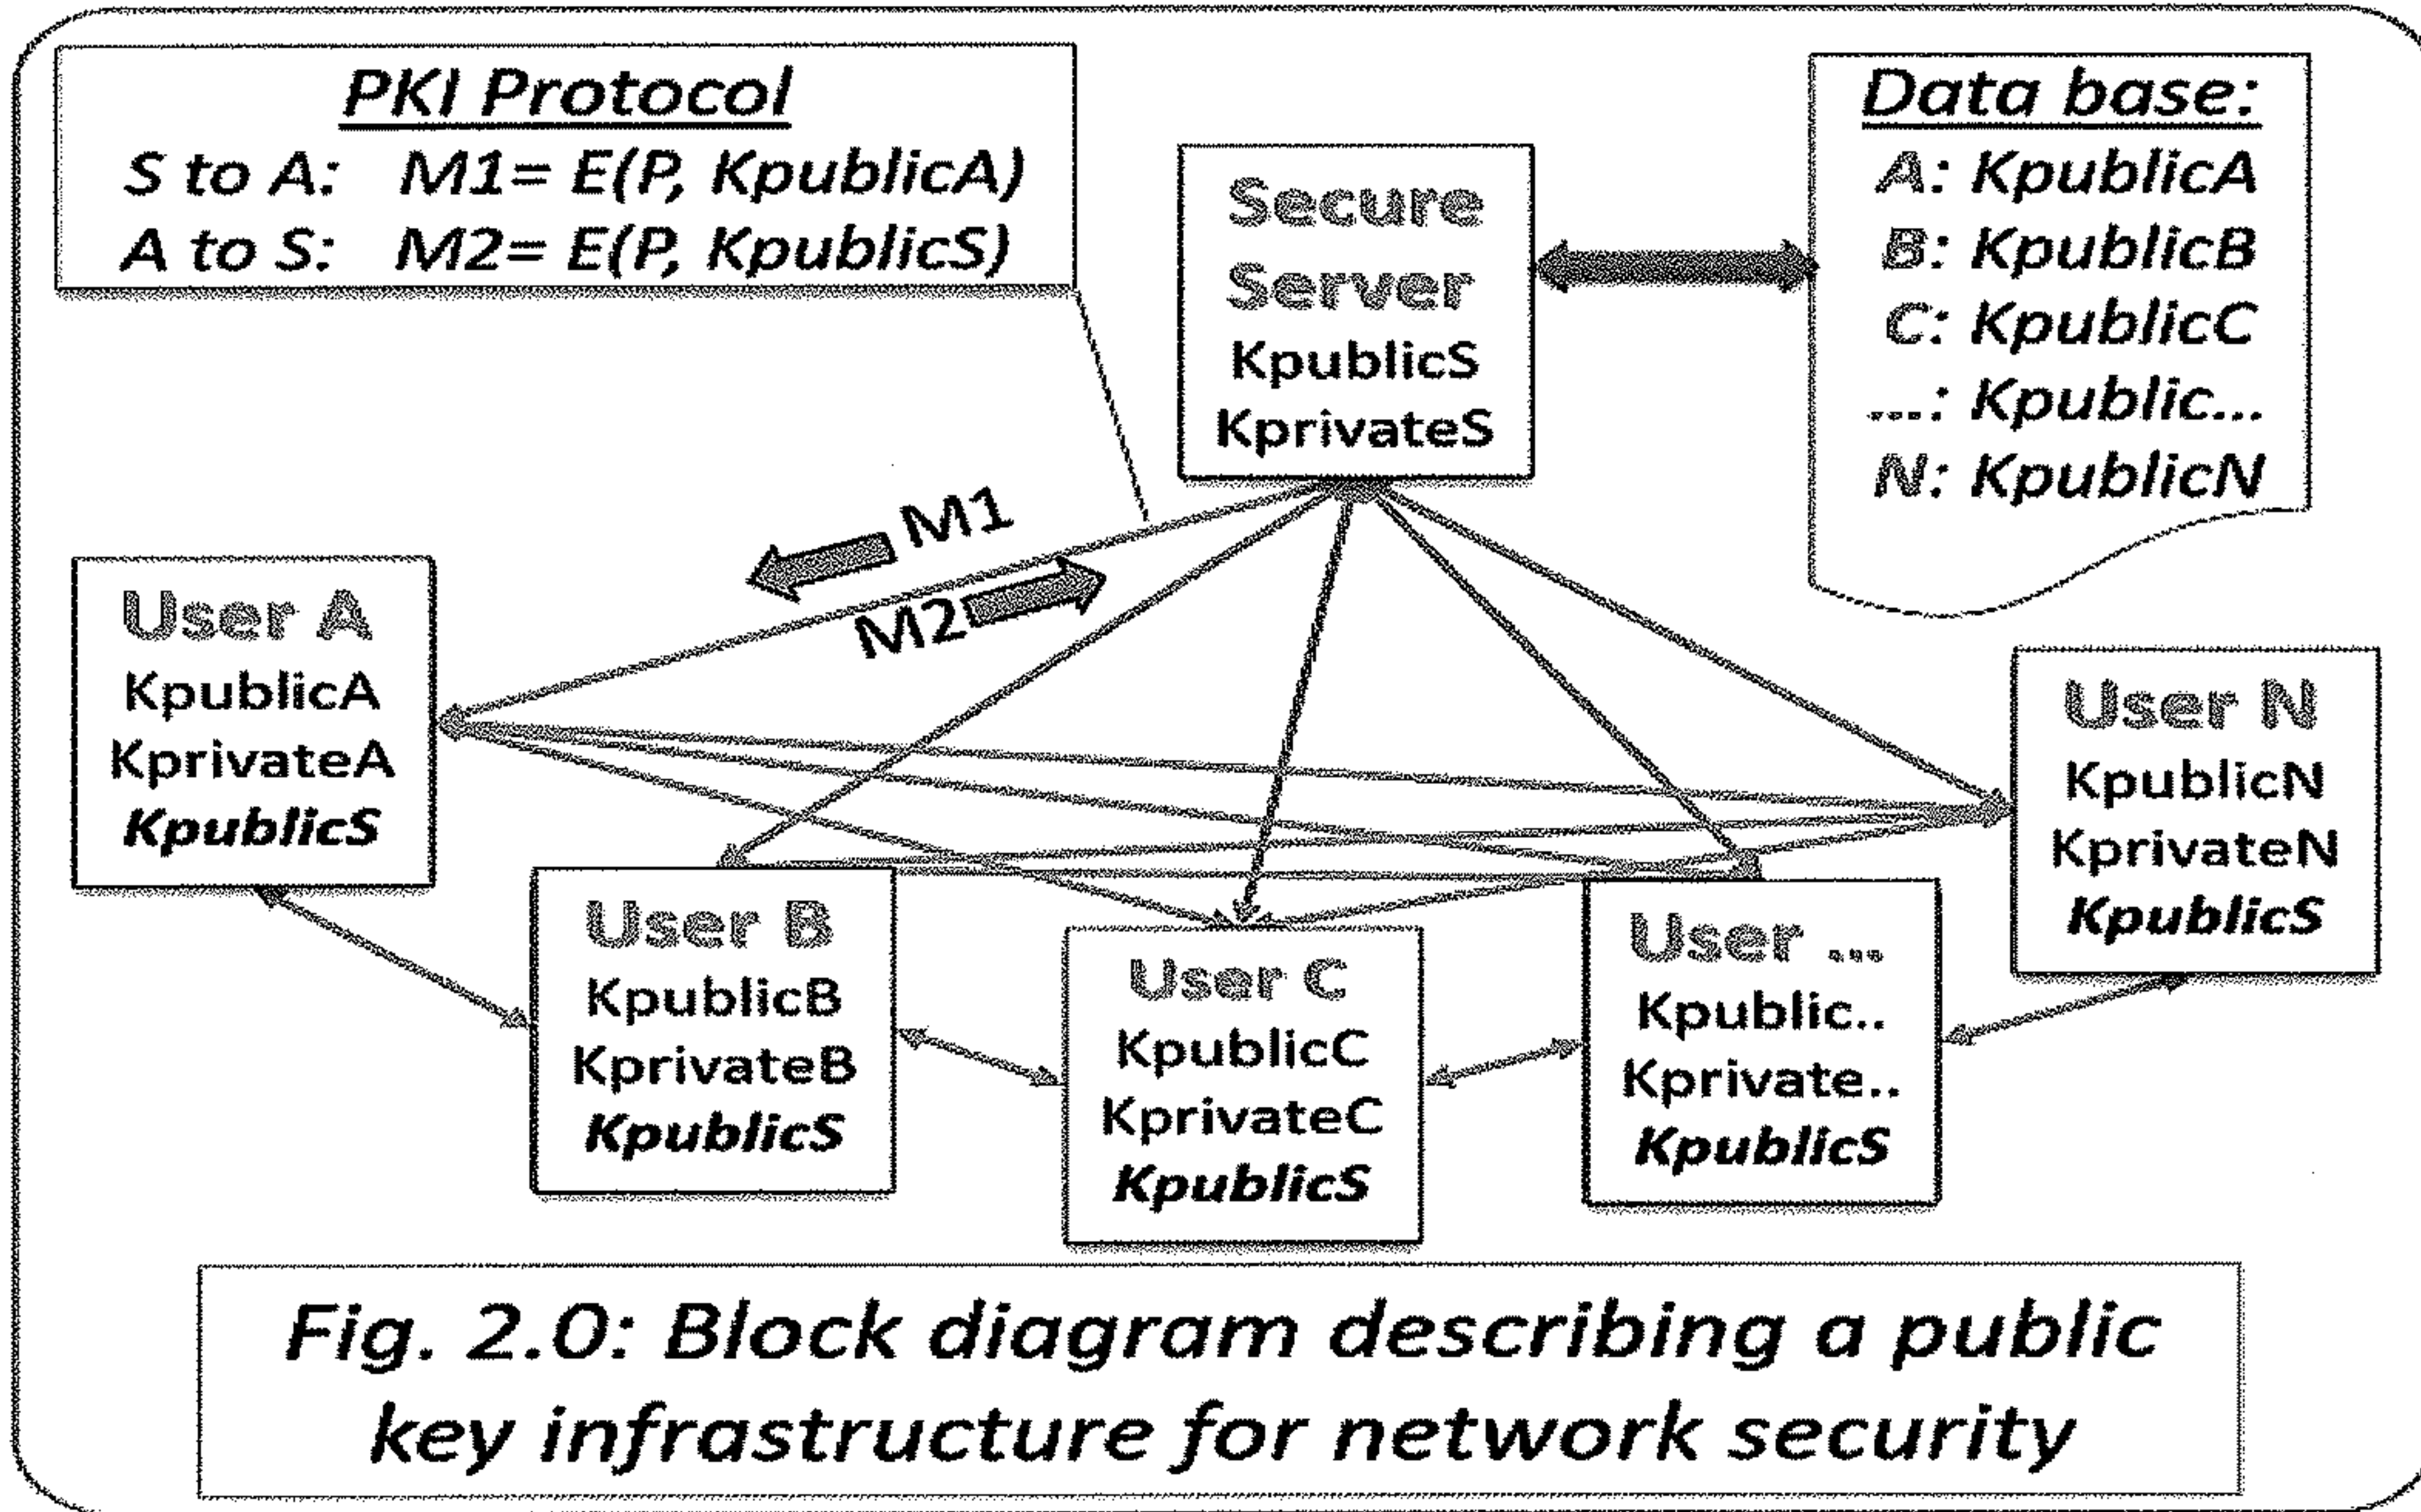 PKI Protocol
S to A: M1= E(P, KpublicA)
A to S: M2= E(P, KpublicS)
Secure
Server
KpublicS
KprivateS
Data base:
A: KpublicA
B: KpublicB
C: KpublicC
...: Kpublic...
N: KpublicN
M1
M2
User A
KpublicA
KprivateA
KpublicS
User B
KpublicB
KprivateB
KpublicS
User C
KpublicC
KprivateC
KpublicS
User ...
Kpublic..
Kprivate..
KpublicS
User N
KpublicN
KprivateN
KpublicS
Fig. 2.0: Block diagram describing a public
key infrastructure for network security